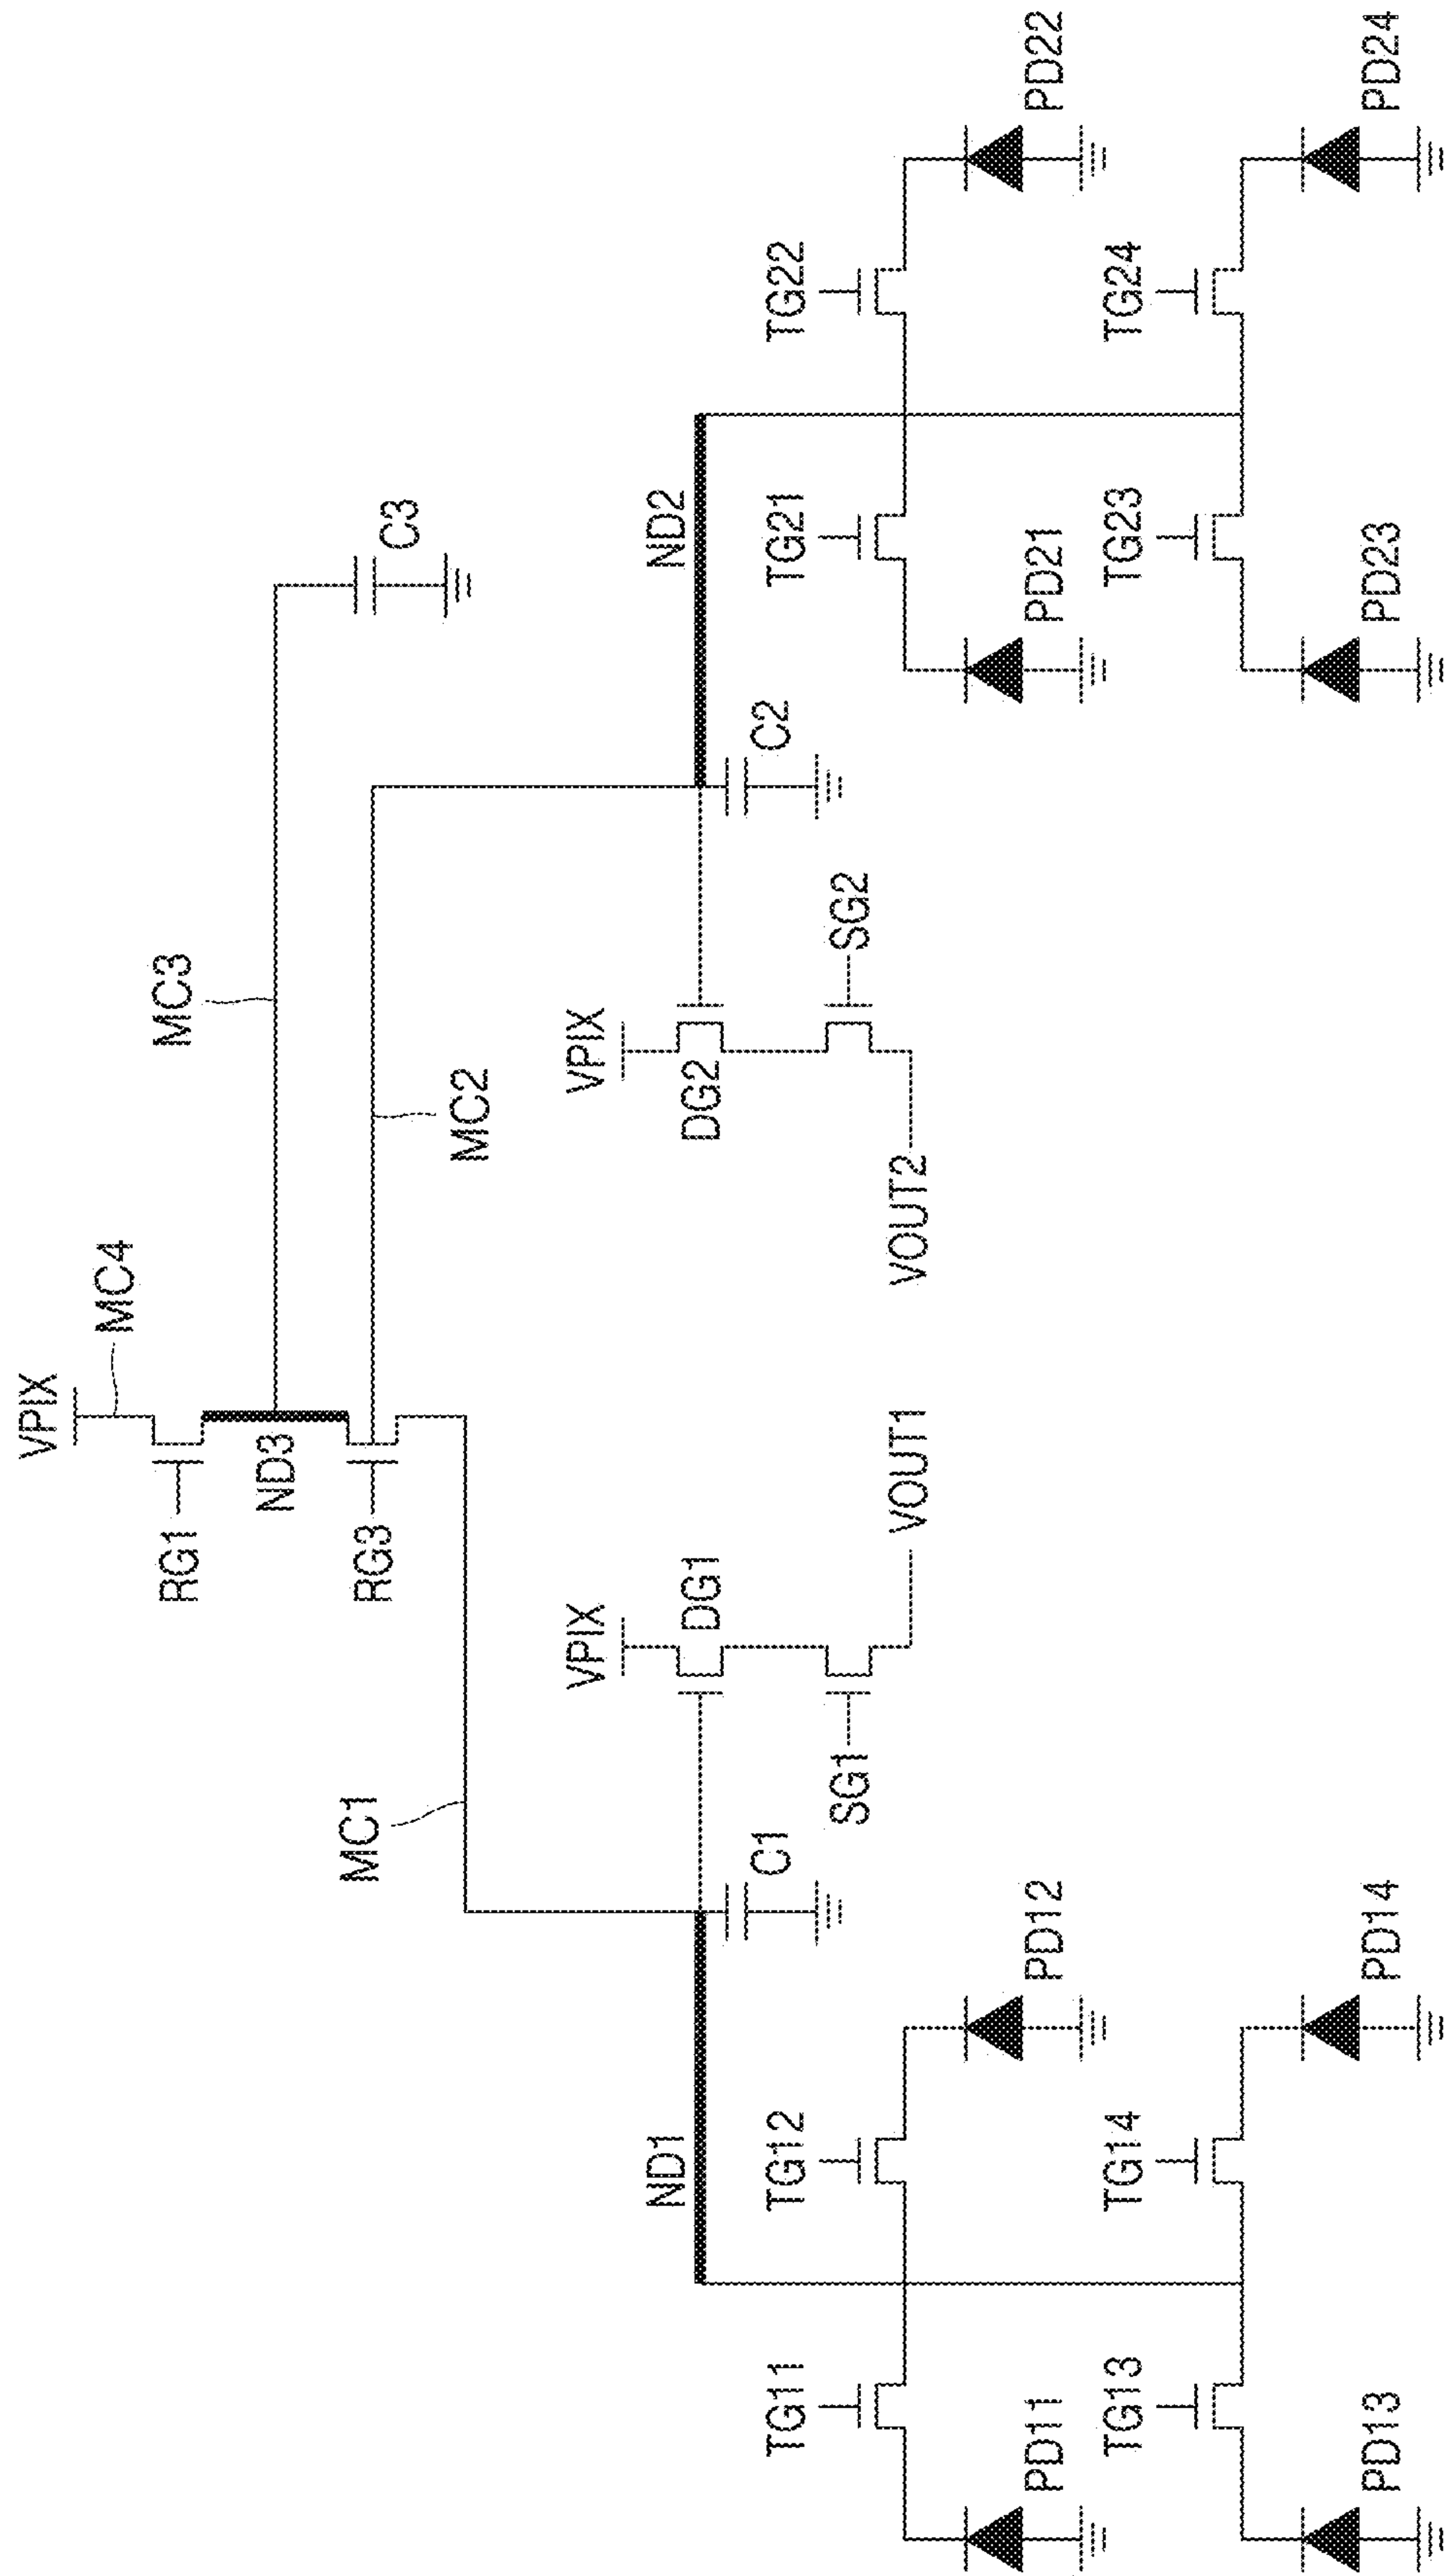 VPIX
MC4
RG1
ND3
MC3
RG3
MC2
C3
MC1
VPIX
DG1
VPIX
DG2
ND1
ND2
C1
C2
SG1
SG2
VOUT1
VOUT2
TG11
TG12
TG21
TG22
PD11
PD12
PD21
PD22
TG13
TG14
TG23
TG24
PD13
PD14
PD23
PD24